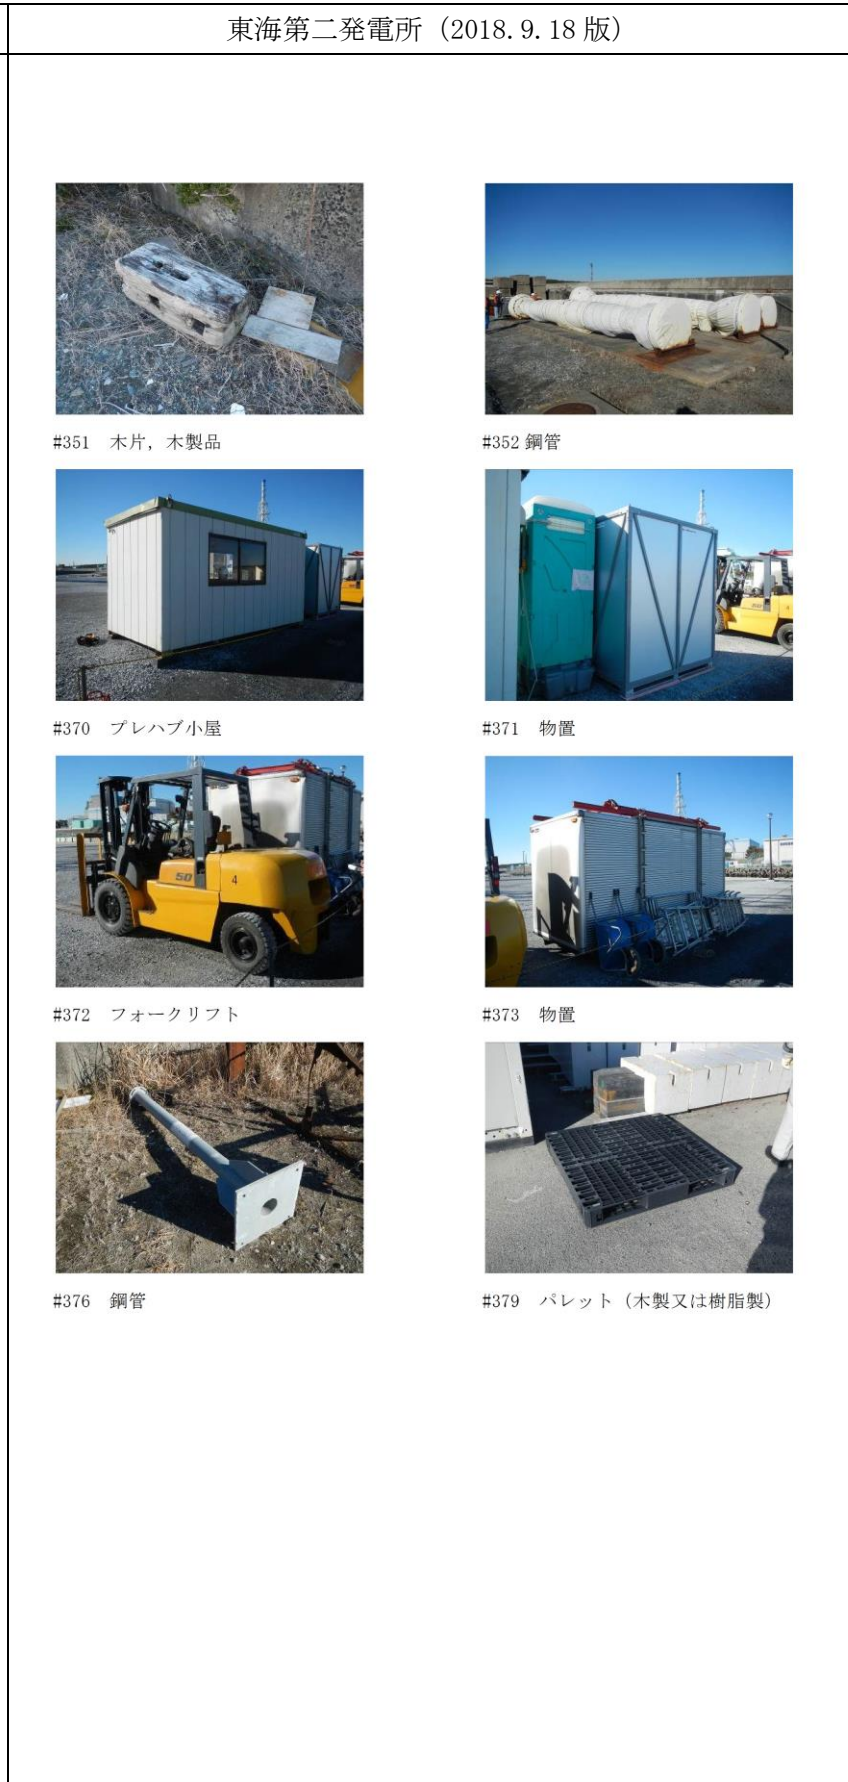 東海第二発電所（2018.9.18 版）
#351　木片，木製品
#352 鋼管
#370　プレハブ小屋
#371　物置
50
4
#372　フォークリフト
#373　物置
#376　鋼管
#379　パレット（木製又は樹脂製）